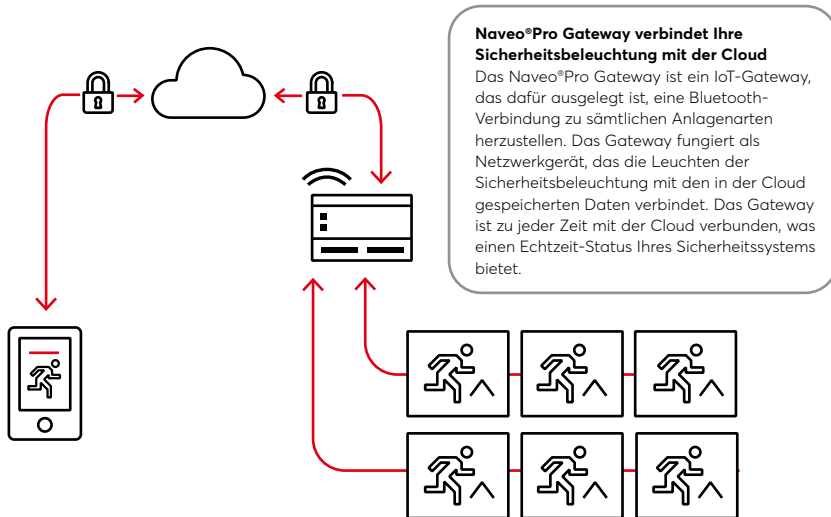 Naveo®Pro Gateway verbindet Ihre
Sicherheitsbeleuchtung mit der Cloud
Das Naveo®Pro Gateway ist ein IoT-Gateway,
das dafür ausgelegt ist, eine Bluetooth-
Verbindung zu sämtlichen Anlagenarten
herzustellen. Das Gateway fungiert als
Netzwerkgerät, das die Leuchten der
Sicherheitsbeleuchtung mit den in der Cloud
gespeicherten Daten verbindet. Das Gateway
ist zu jeder Zeit mit der Cloud verbunden, was
einen Echtzeit-Status Ihres Sicherheitssystems
bietet.